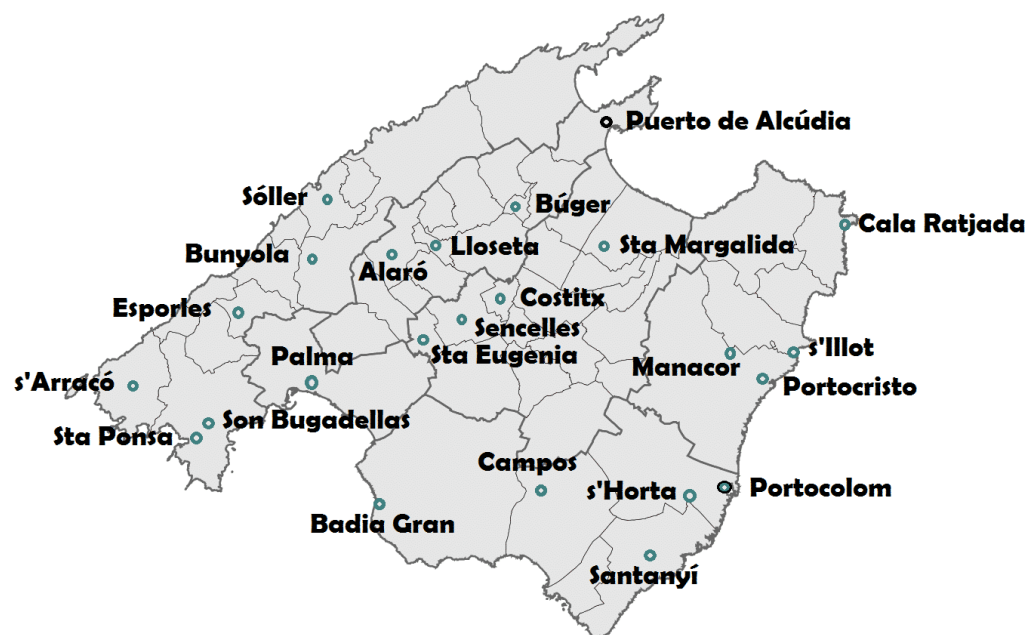 Puerto de Alcúdia
Sóller
Búger
Cala Ratjada
Bunyola
Lloseta
Sta Margalida
Alaró
Esporles
Costitx
Sencelles
Palma
Sta Eugenia
s'Illot
Manacor
s'Arracó
Portocristo
Son Bugadellas
Sta Ponsa
Campos
s'Horta
Portocolom
Badia Gran
Santanyí